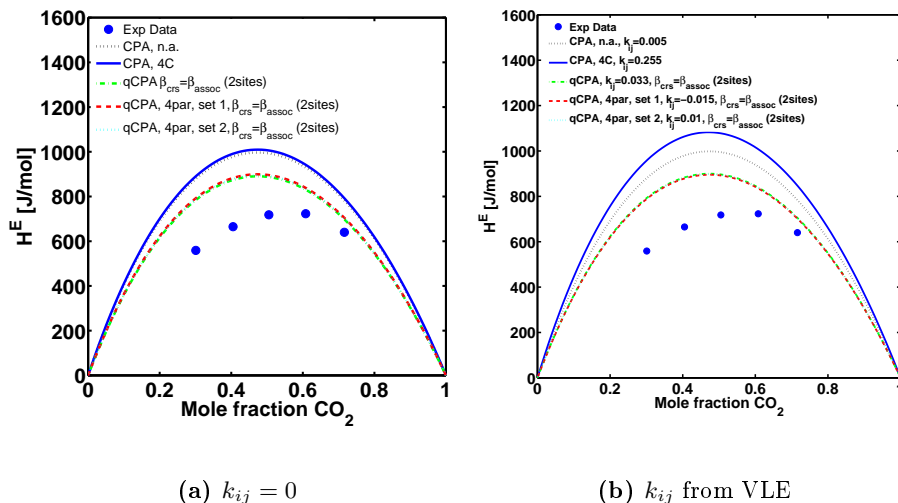 1600
1400
1200
1000
800
600
400
200
0
H^E [J/mol]
Exp Data
CPA, n.a.
CPA, 4C
qCPA β_crs=β_assoc (2sites)
qCPA, 4par, set 1, β_crs=β_assoc (2sites)
qCPA, 4par, set 2, β_crs=β_assoc (2sites)
0 0.2 0.4 0.6 0.8 1
Mole fraction CO_2
(a) k_ij = 0
1600
1400
1200
1000
800
600
400
200
0
H^E [J/mol]
Exp Data
CPA, n.a., k_ij=0.005
CPA, 4C, k_ij=0.255
qCPA, k_ij=0.033, β_crs=β_assoc (2sites)
qCPA, 4par, set 1, k_ij=−0.015, β_crs=β_assoc (2sites)
qCPA, 4par, set 2, k_ij=0.01, β_crs=β_assoc (2sites)
0 0.2 0.4 0.6 0.8 1
Mole fraction CO_2
(b) k_ij from VLE